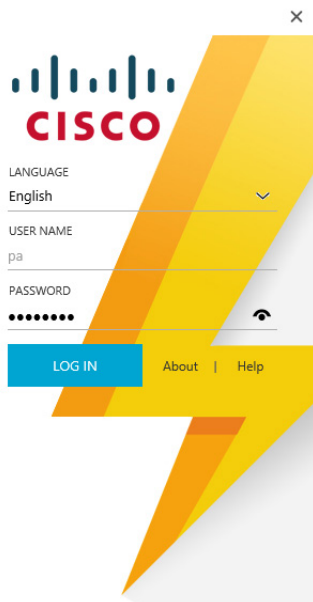 CISCO
LANGUAGE
English
USER NAME
pa
PASSWORD
●●●●●●●●
LOG IN
About | Help